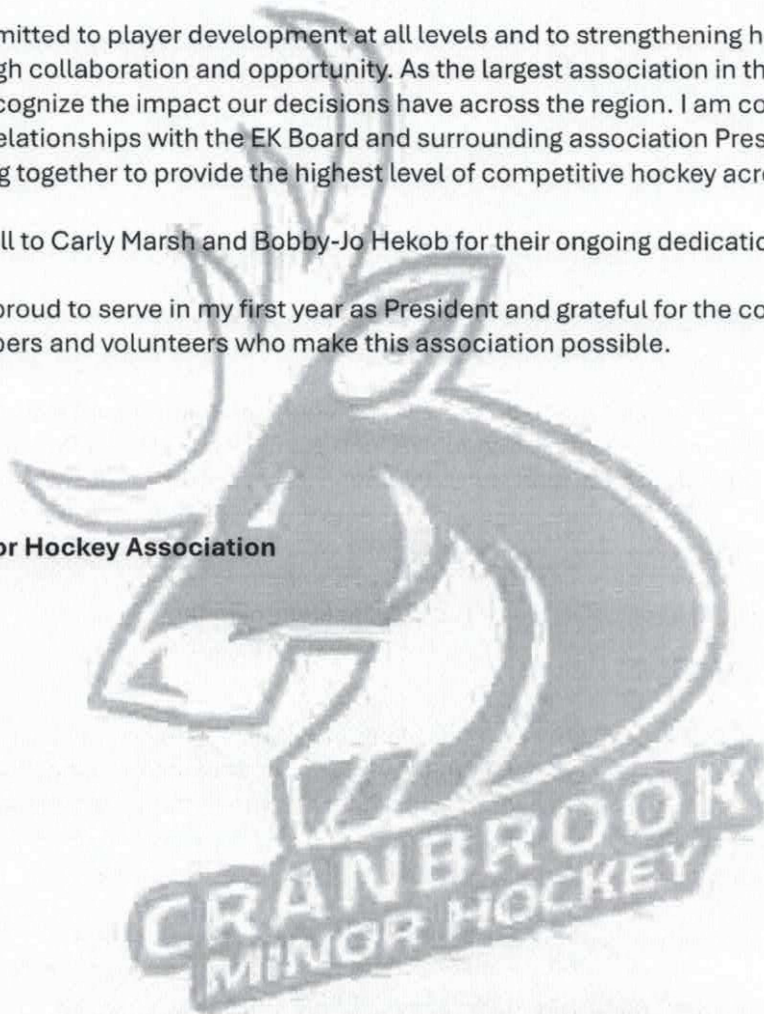 mitted to player development at all levels and to strengthening h
gh collaboration and opportunity. As the largest association in th
cognize the impact our decisions have across the region. I am co
elationships with the EK Board and surrounding association Pres
g together to provide the highest level of competitive hockey acr
ll to Carly Marsh and Bobby-Jo Hekob for their ongoing dedicatio
proud to serve in my first year as President and grateful for the co
bers and volunteers who make this association possible.
or Hockey Association
CRANBROOK
MINOR HOCKEY